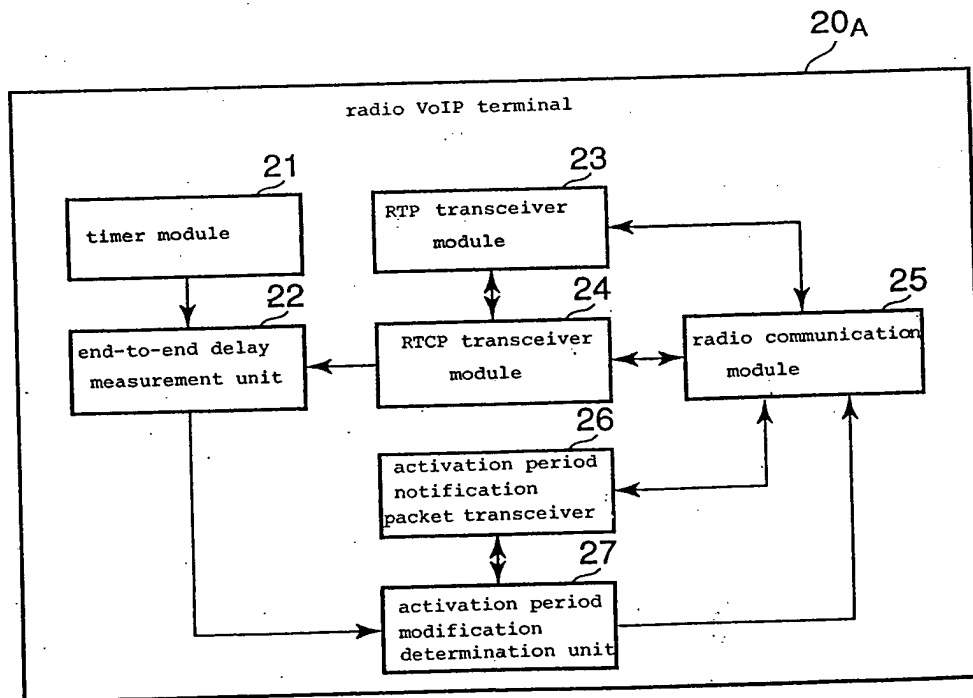 20A
radio VoIP terminal
21
timer module
23
RTP transceiver
module
22
end-to-end delay
measurement unit
24
RTCP transceiver
module
25
radio communication
module
26
activation period
notification
packet transceiver
27
activation period
modification
determination unit